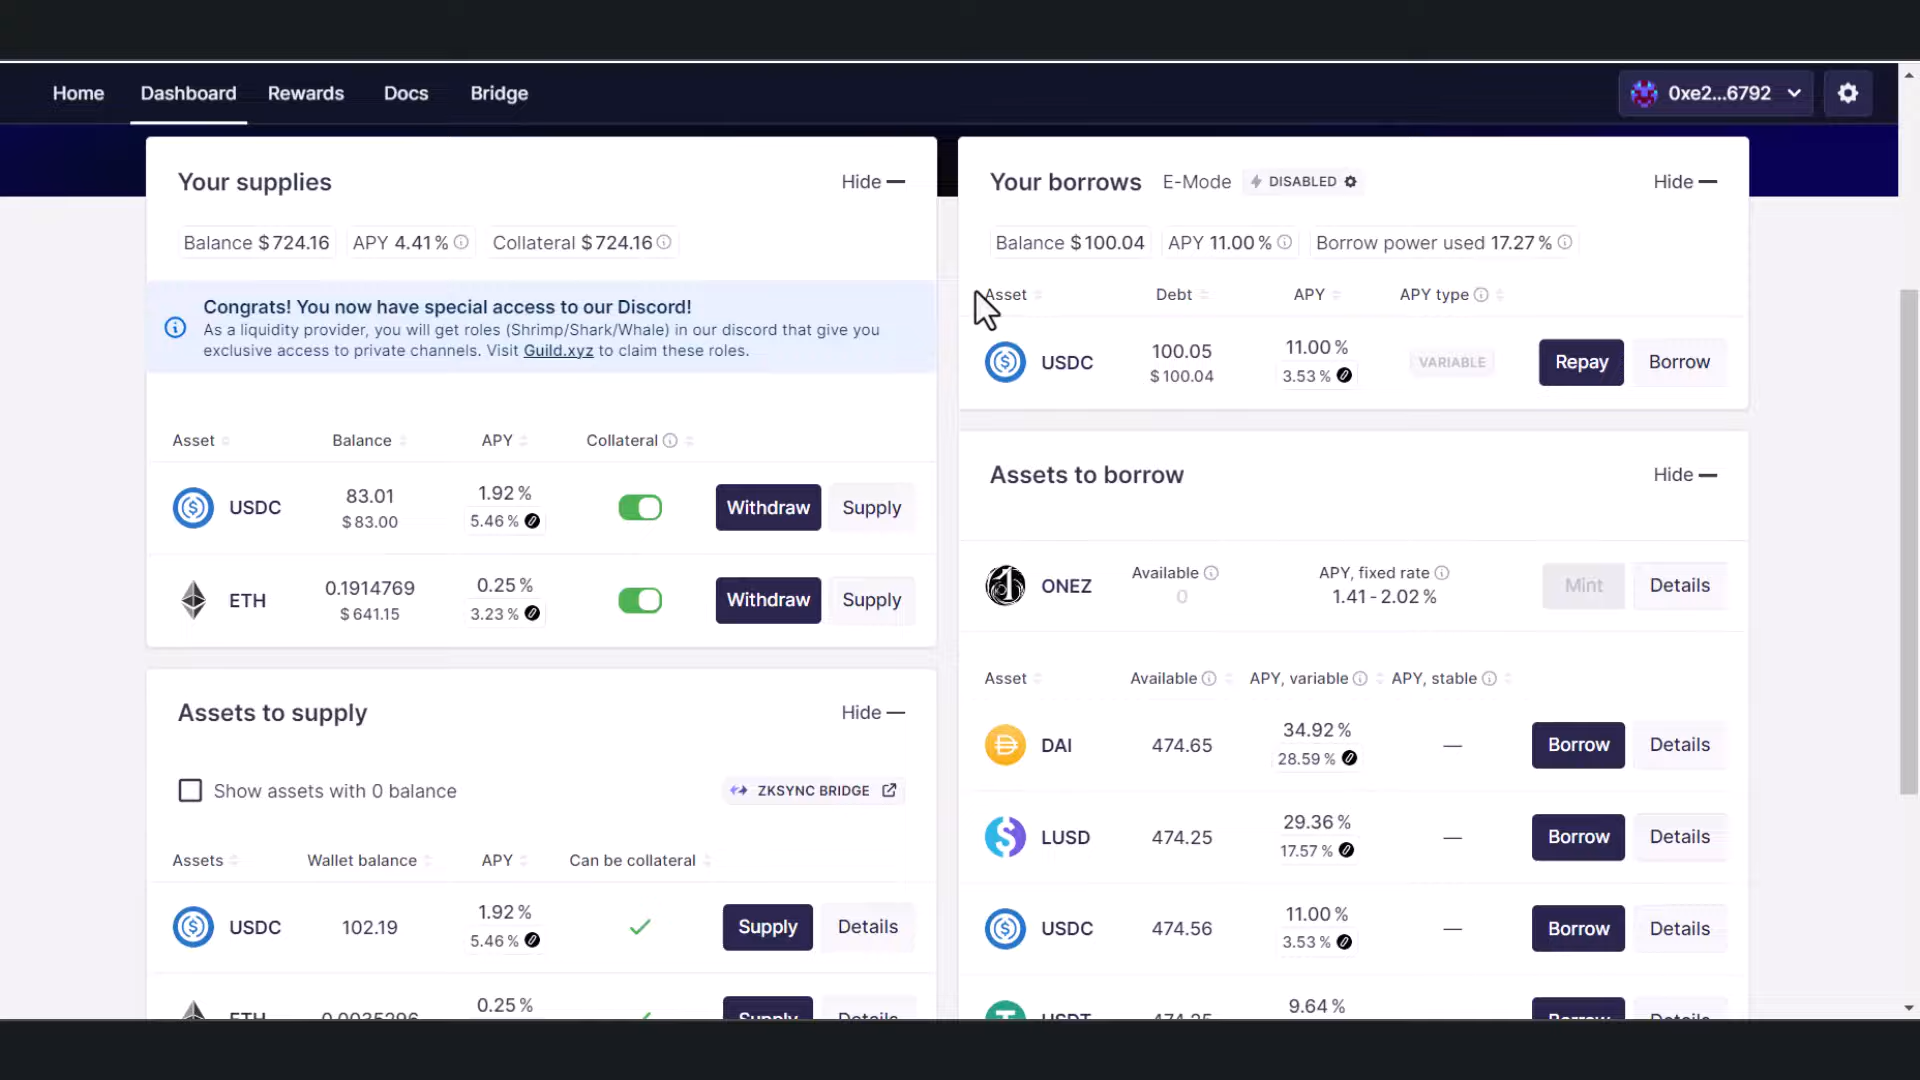 Home Dashboard Rewards Docs Bridge 0xe2...6792
Your supplies Hide
Balance $724.16 APY 4.41% Collateral $724.16
Congrats! You now have special access to our Discord!
As a liquidity provider, you will get roles (Shrimp/Shark/Whale) in our discord that give you
exclusive access to private channels. Visit Guild.xyz to claim these roles.
Asset Balance APY Collateral
USDC 83.01 1.92% Withdraw Supply
$83.00 5.46%
ETH 0.1914769 0.25% Withdraw Supply
$641.15 3.23%
Assets to supply Hide
Show assets with 0 balance ZKSYNC BRIDGE
Assets Wallet balance APY Can be collateral
USDC 102.19 1.92% Supply Details
5.46%
ETH 0.0035296 0.25% Supply Details
Your borrows E-Mode DISABLED Hide
Balance $100.04 APY 11.00% Borrow power used 17.27%
Asset Debt APY APY type
USDC 100.05 11.00% VARIABLE Repay Borrow
$100.04 3.53%
Assets to borrow Hide
ONEZ Available APY, fixed rate Mint Details
0 1.41 - 2.02%
Asset Available APY, variable APY, stable
DAI 474.65 34.92% — Borrow Details
28.59%
LUSD 474.25 29.36% — Borrow Details
17.57%
USDC 474.56 11.00% — Borrow Details
3.53%
USDT 474.25 9.64% Borrow Details